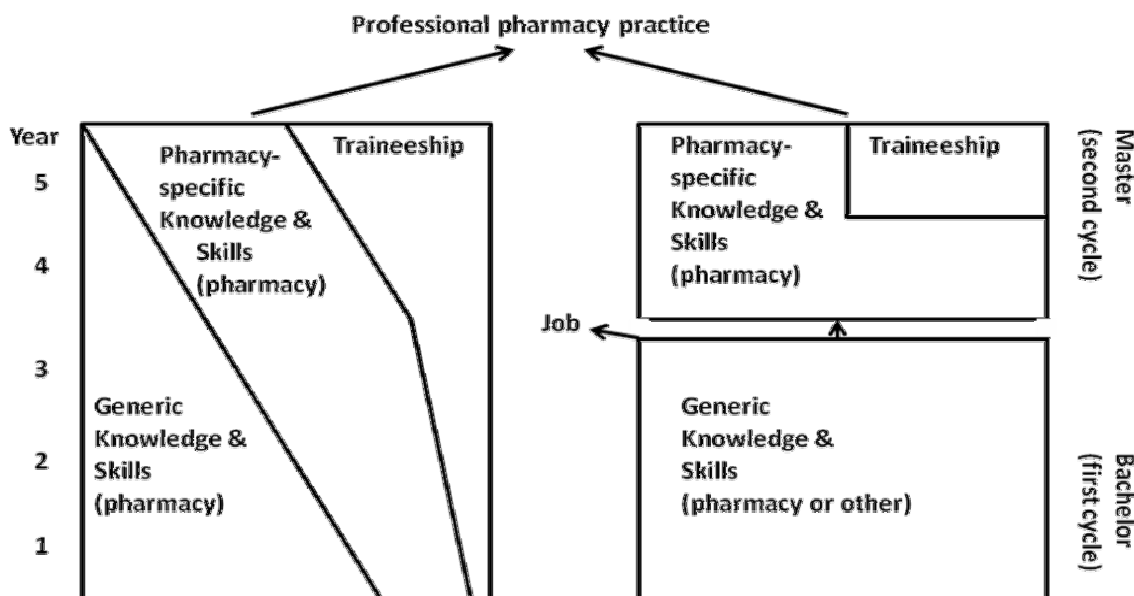 Professional pharmacy practice
Year
5
4
3
2
1
Pharmacy-
specific
Knowledge &
Skills
(pharmacy)
Traineeship
Generic
Knowledge &
Skills
(pharmacy)
Job
Pharmacy-
specific
Knowledge &
Skills
(pharmacy)
Traineeship
Generic
Knowledge &
Skills
(pharmacy or other)
Master
(second cycle)
Bachelor
(first cycle)